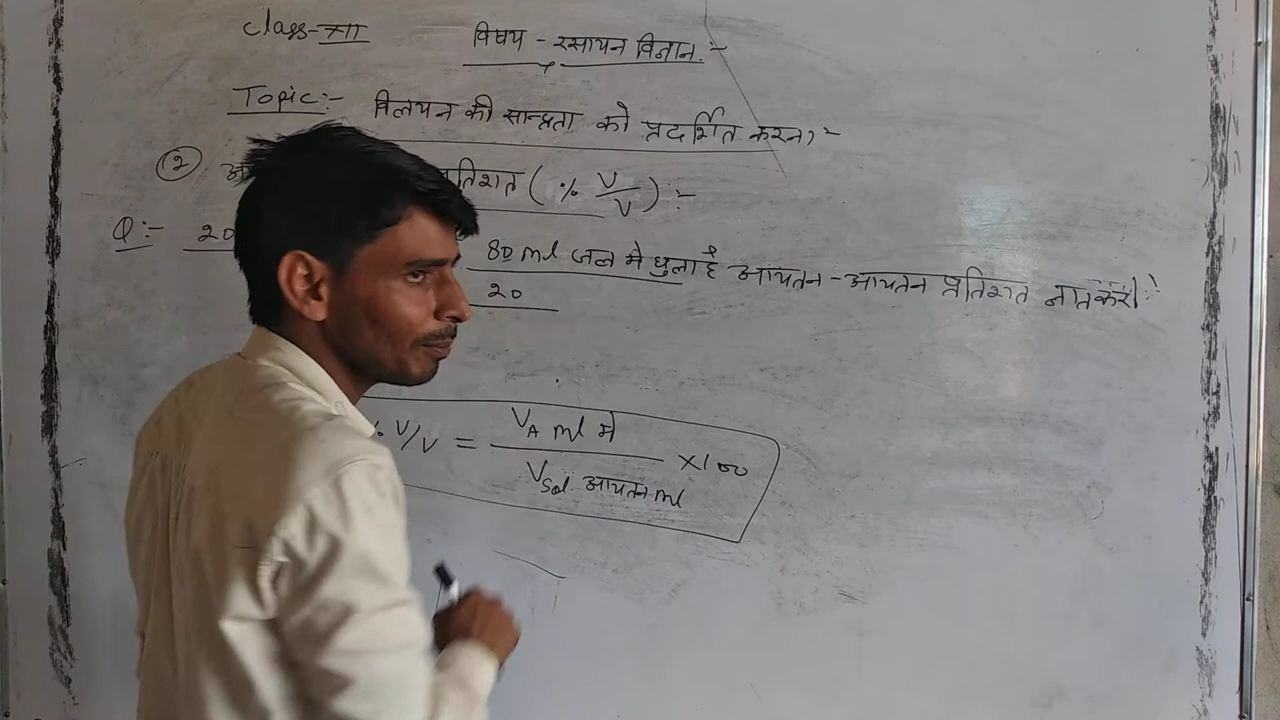 Class-XII
विषय - रसायन विज्ञान :-
Topic:- विलयन की सान्द्रता को प्रदर्शित करना :-
② प्रतिशत ( % V/V ) :-
Q:- 20 80 ml जल मे घुला है आयतन-आयतन प्रतिशत ज्ञात करो
20
% V/V = V_A ml मे / V_Sol. आयतन ml ×100